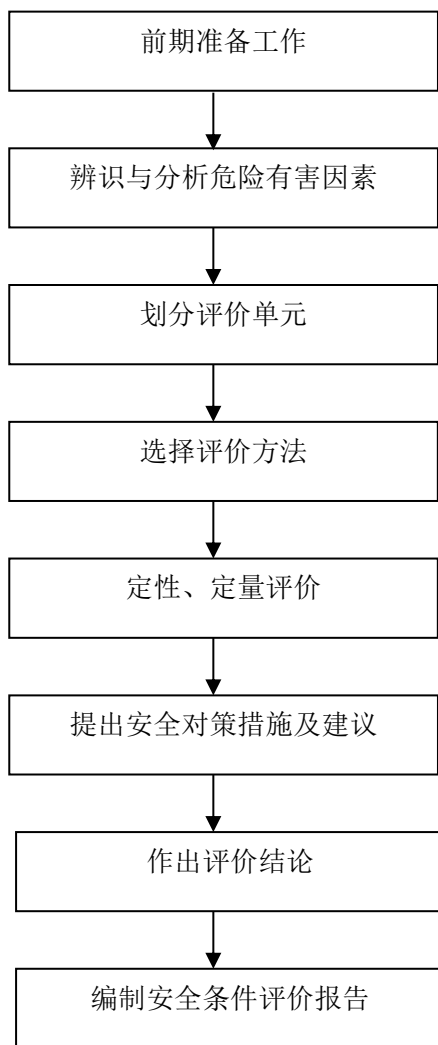 前期准备工作
辨识与分析危险有害因素
划分评价单元
选择评价方法
定性、定量评价
提出安全对策措施及建议
作出评价结论
编制安全条件评价报告